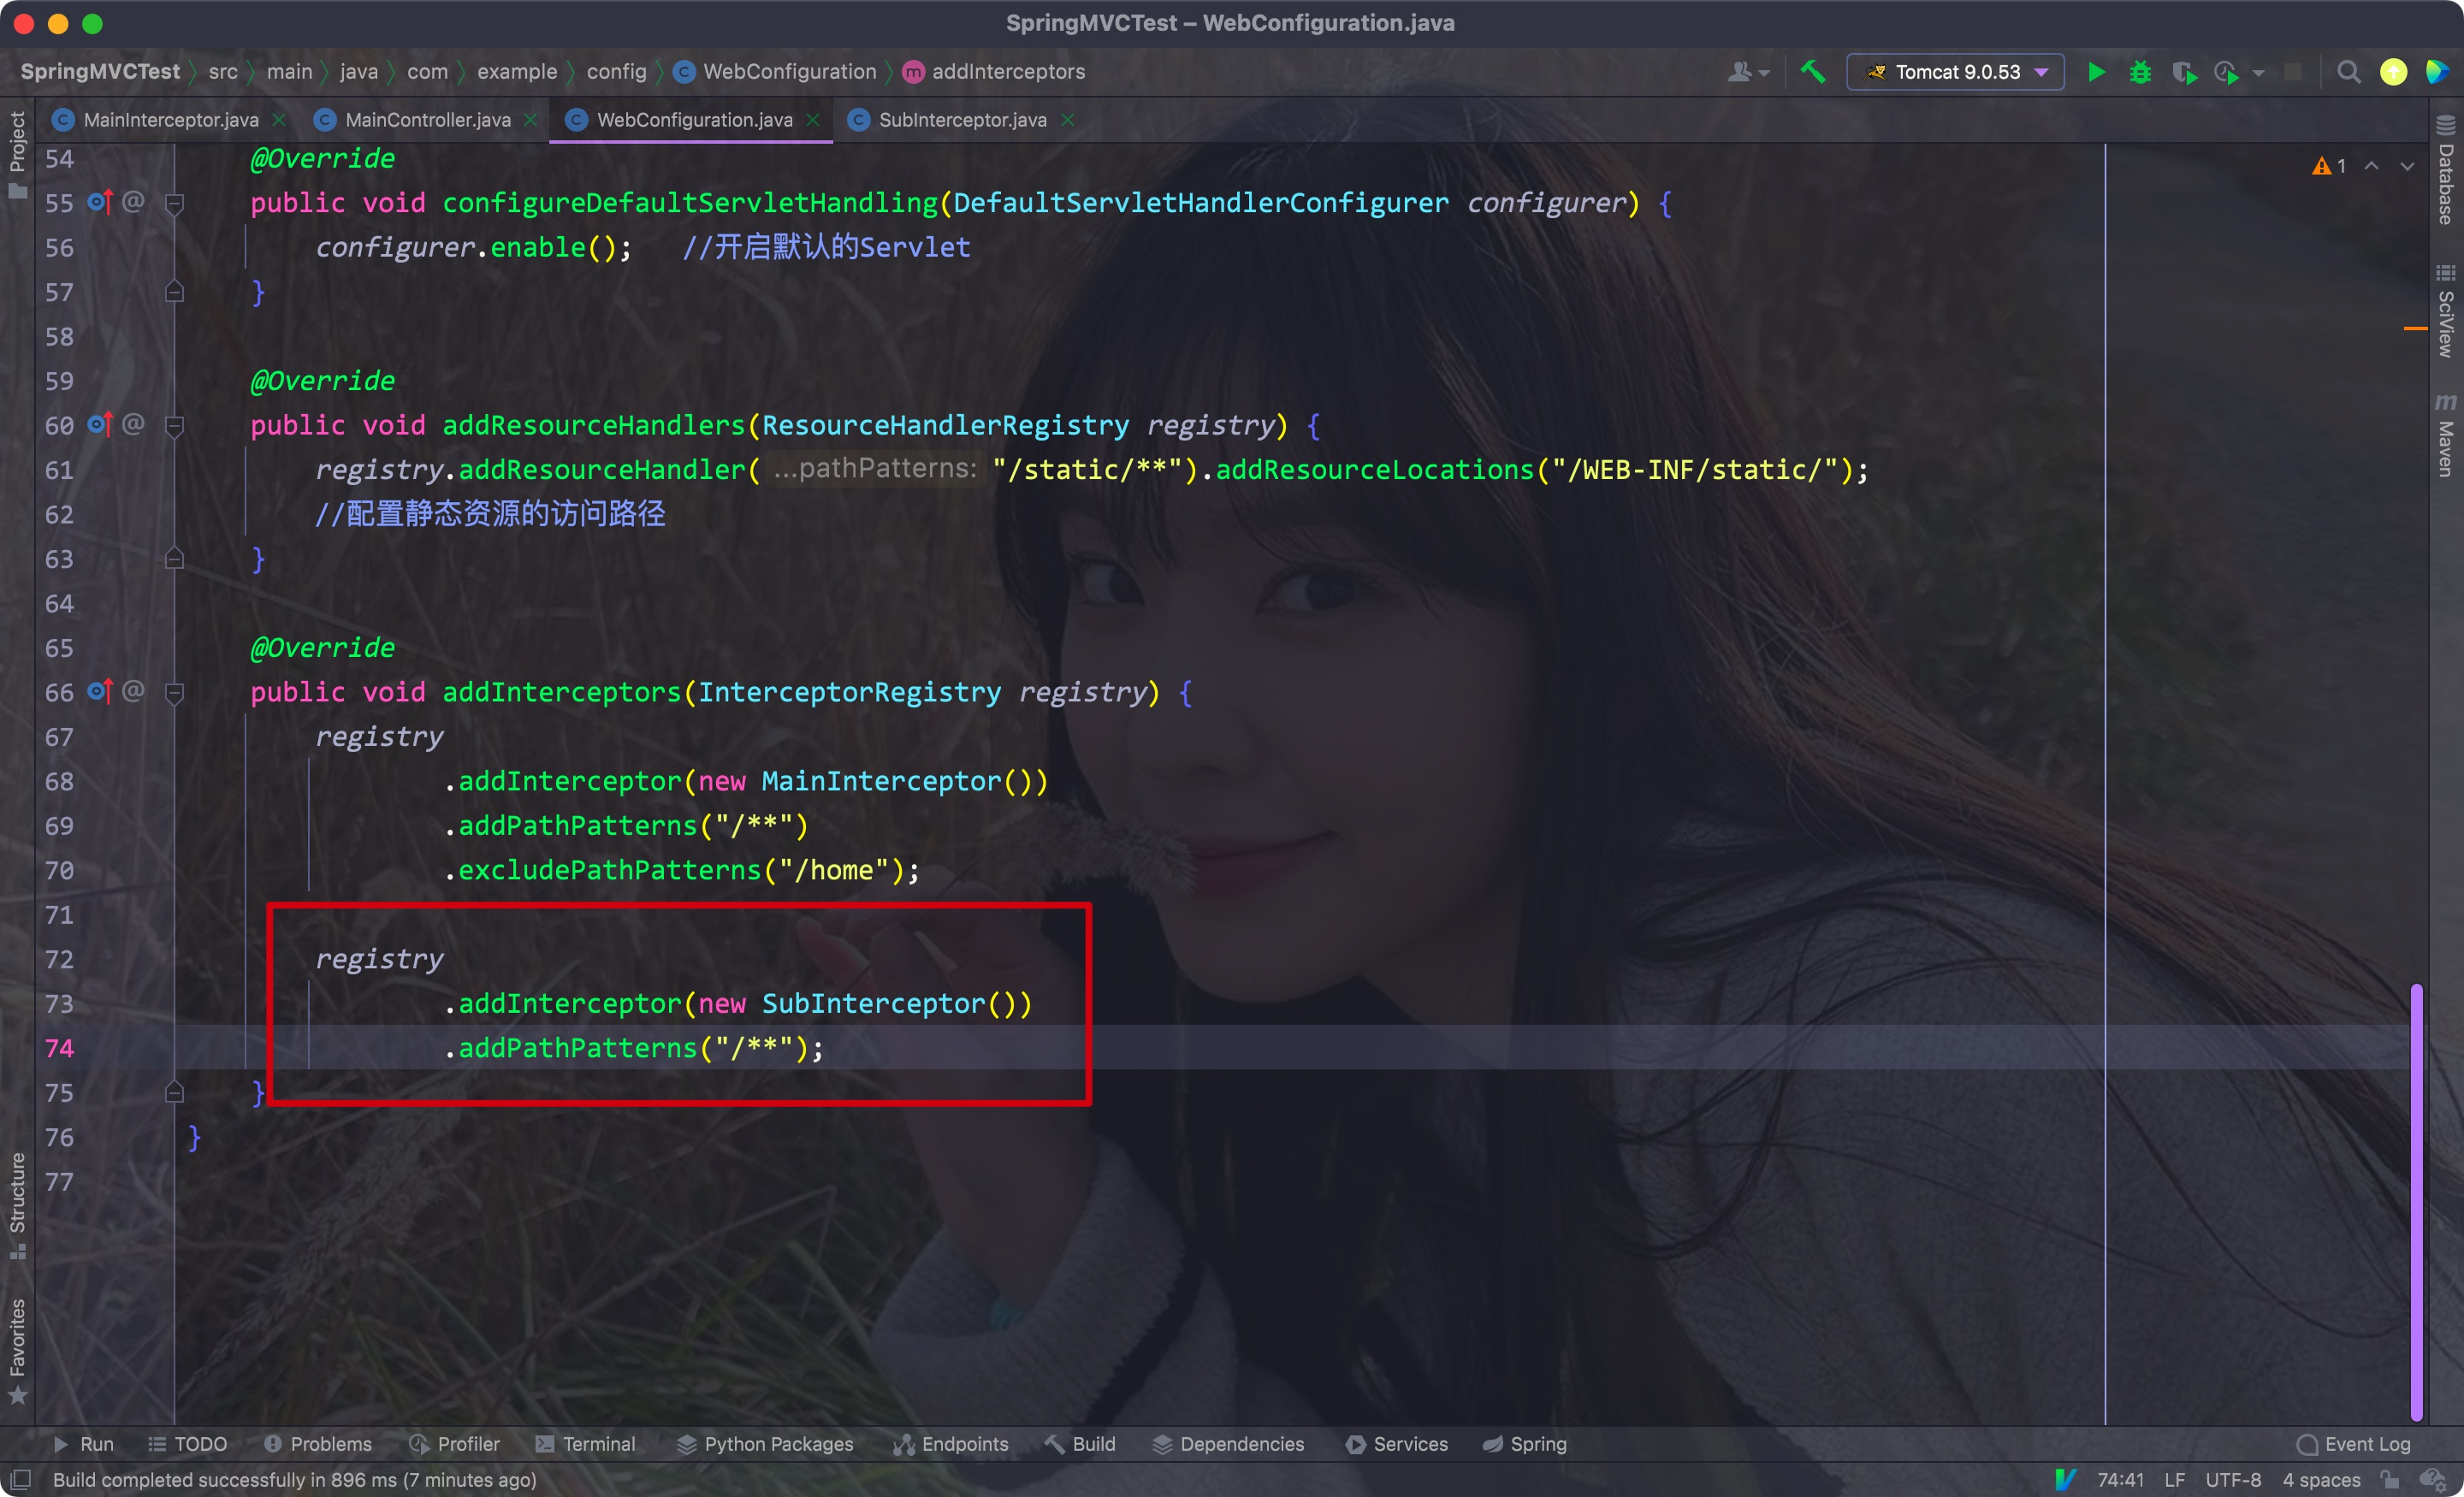 SpringMVCTest – WebConfiguration.java
SpringMVCTest src main java com example config WebConfiguration addInterceptors Tomcat 9.0.53
MainInterceptor.java MainController.java WebConfiguration.java SubInterceptor.java
Project
Structure
Favorites
54 @Override
55 @ public void configureDefaultServletHandling(DefaultServletHandlerConfigurer configurer) {
56 configurer.enable(); //开启默认的Servlet
57 }
58
59 @Override
60 @ public void addResourceHandlers(ResourceHandlerRegistry registry) {
61 registry.addResourceHandler( ...pathPatterns: "/static/**").addResourceLocations("/WEB-INF/static/");
62 //配置静态资源的访问路径
63 }
64
65 @Override
66 @ public void addInterceptors(InterceptorRegistry registry) {
67 registry
68 .addInterceptor(new MainInterceptor())
69 .addPathPatterns("/**")
70 .excludePathPatterns("/home");
71
72 registry
73 .addInterceptor(new SubInterceptor())
74 .addPathPatterns("/**");
75 }
76 }
77
1
Database
SciView
Maven
Run TODO Problems Profiler Terminal Python Packages Endpoints Build Dependencies Services Spring Event Log
Build completed successfully in 896 ms (7 minutes ago) 74:41 LF UTF-8 4 spaces